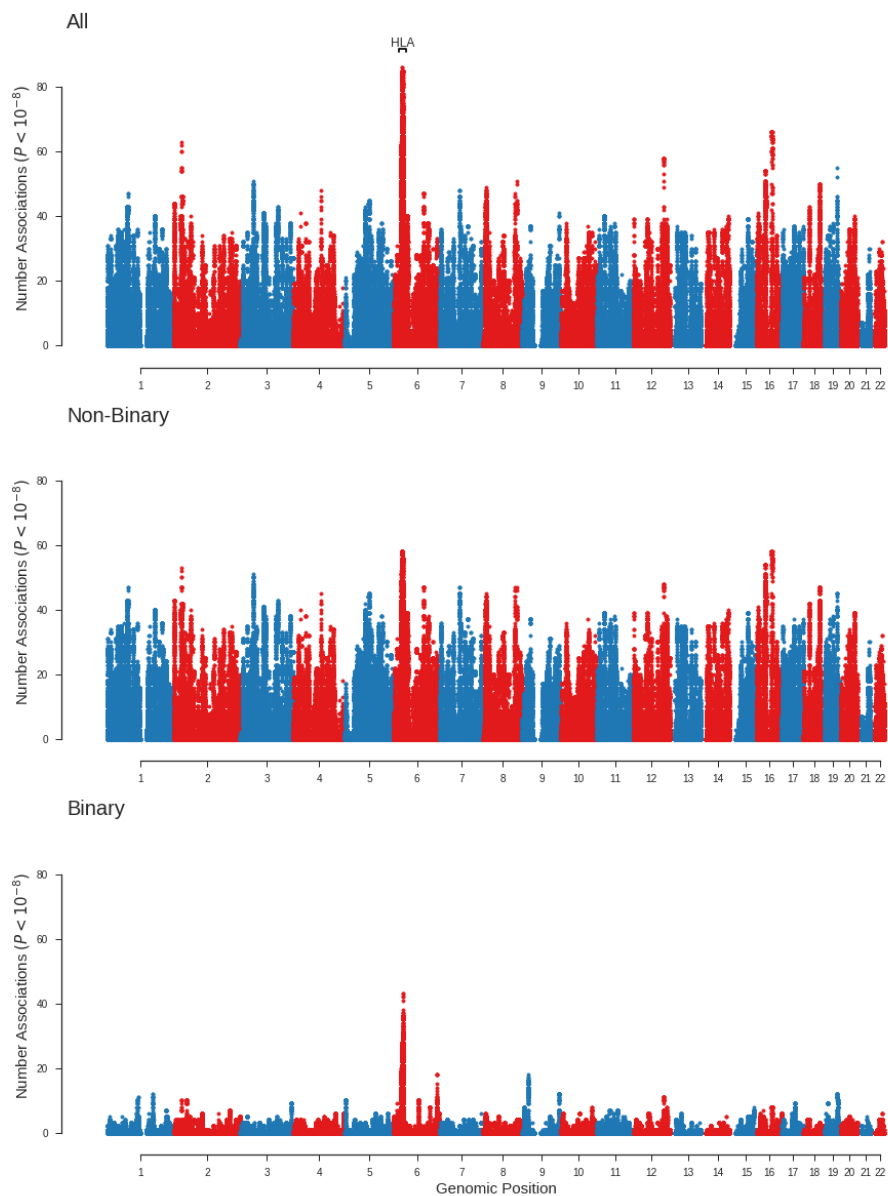 All
HLA
80
60
40
20
0
Number Associations (P < 10⁻⁸)
1 2 3 4 5 6 7 8 9 10 11 12 13 14 15 16 17 18 19 20 21 22
Non-Binary
80
60
40
20
0
Number Associations (P < 10⁻⁸)
1 2 3 4 5 6 7 8 9 10 11 12 13 14 15 16 17 18 19 20 21 22
Binary
80
60
40
20
0
Number Associations (P < 10⁻⁸)
1 2 3 4 5 6 7 8 9 10 11 12 13 14 15 16 17 18 19 20 21 22
Genomic Position